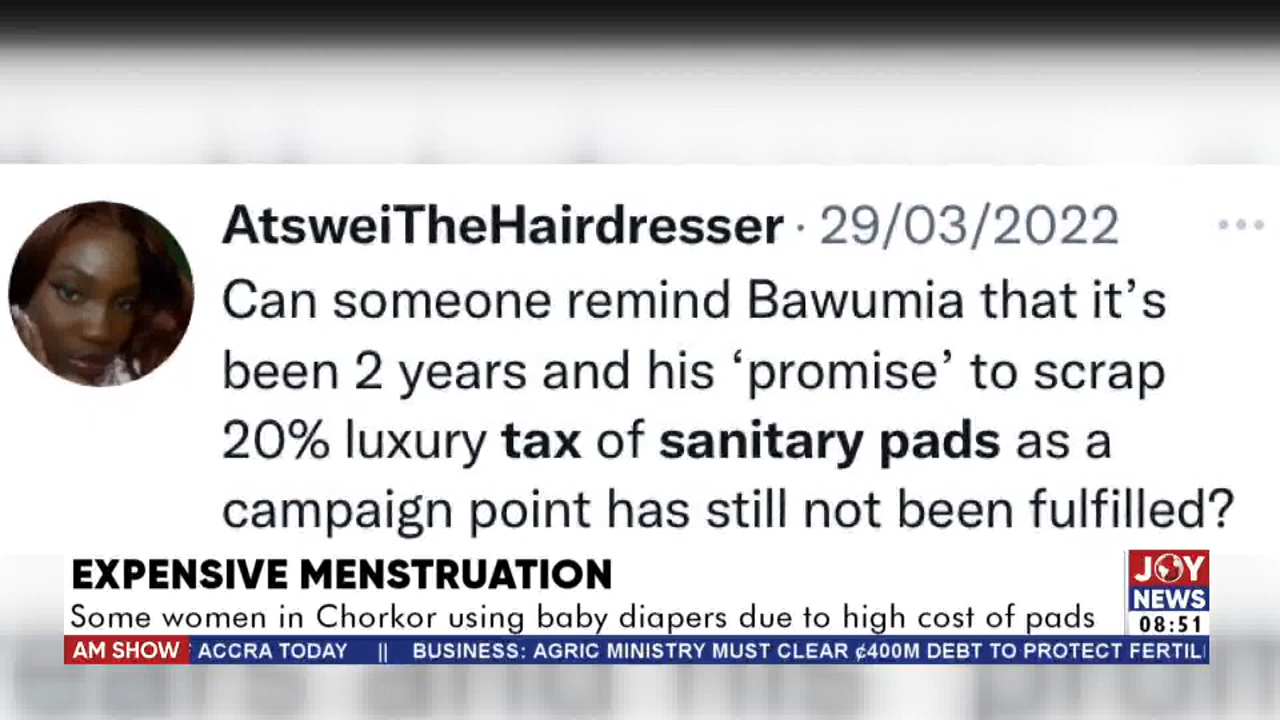 AtsweiTheHairdresser · 29/03/2022 ...
Can someone remind Bawumia that it’s
been 2 years and his ‘promise’ to scrap
20% luxury tax of sanitary pads as a
campaign point has still not been fulfilled?
EXPENSIVE MENSTRUATION
Some women in Chorkor using baby diapers due to high cost of pads
JOY
NEWS
08:51
AM SHOW ACCRA TODAY || BUSINESS: AGRIC MINISTRY MUST CLEAR ¢400M DEBT TO PROTECT FERTIL